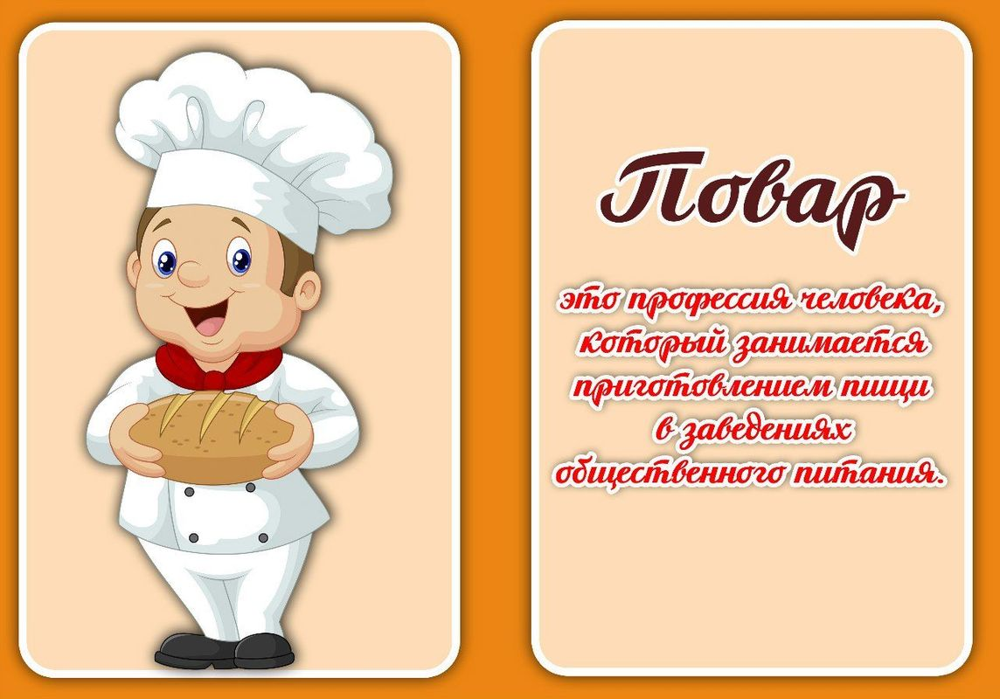 Повар
это профессия человека,
который занимается
приготовлением пищи
в заведениях
общественного питания.